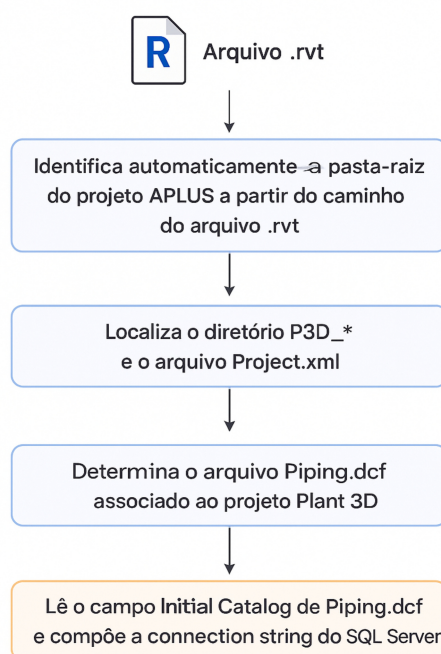 R
Arquivo .rvt
Identifica automaticamente a pasta-raiz
do projeto APLUS a partir do caminho
do arquivo .rvt
Localiza o diretório P3D_*
e o arquivo Project.xml
Determina o arquivo Piping.dcf
associado ao projeto Plant 3D
Lê o campo Initial Catalog de Piping.dcf
e compõe a connection string do SQL Server